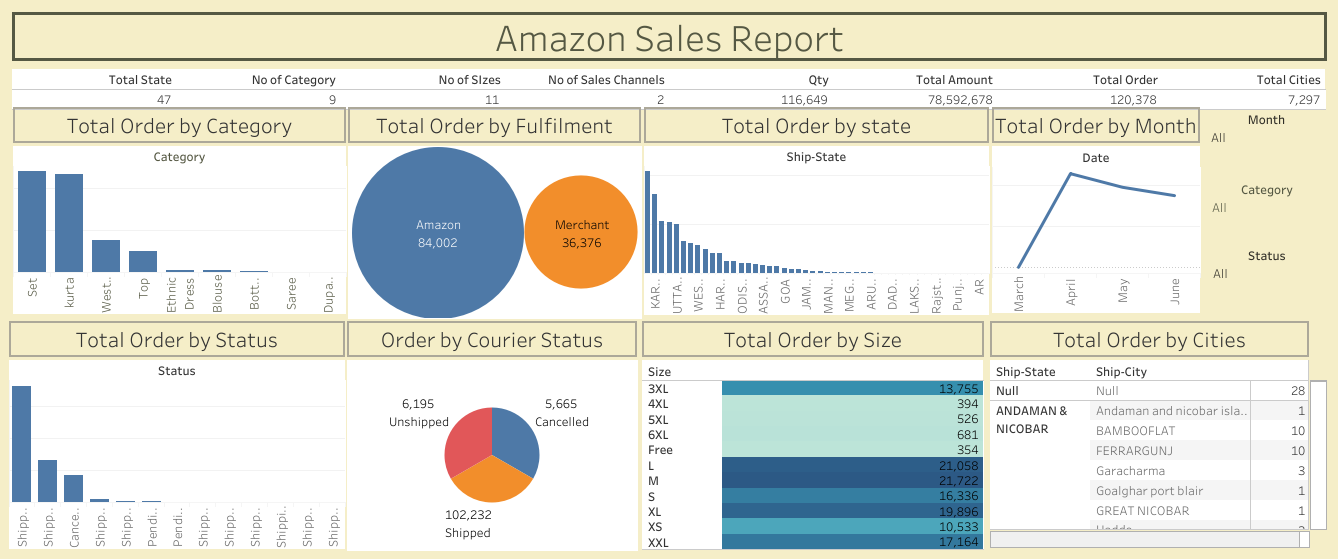 Amazon Sales Report
Total State No of Category No of SIzes No of Sales Channels Qty Total Amount Total Order Total Cities
47 9 11 2 116,649 78,592,678 120,378 7,297
Total Order by Category
Category
Set
kurta
West..
Top
Ethnic
Dress
Blouse
Bott..
Saree
Dupa..
Total Order by Fulfilment
Amazon
84,002
Merchant
36,376
Total Order by state
Ship-State
KAR..
UTTA..
WES..
HAR..
ODIS..
ASSA..
GOA
JAM..
MAN..
MEG..
ARU..
DAD..
LAKS..
Rajst..
Punj..
AR
Total Order by Month
Date
March
April
May
June
Month
All
Category
All
Status
All
Total Order by Status
Status
Shipp..
Shipp..
Cance..
Shipp..
Shipp..
Pendi..
Pendi..
Shipp..
Shipp..
Shipp..
Shippi..
Shipp..
Shipp..
Order by Courier Status
6,195
Unshipped
5,665
Cancelled
102,232
Shipped
Total Order by Size
Size
3XL 13,755
4XL 394
5XL 526
6XL 681
Free 354
L 21,058
M 21,722
S 16,336
XL 19,896
XS 10,533
XXL 17,164
Total Order by Cities
Ship-State Ship-City
Null Null 28
ANDAMAN & Andaman and nicobar isla.. 1
NICOBAR BAMBOOFLAT 10
FERRARGUNJ 10
Garacharma 3
Goalghar port blair 1
GREAT NICOBAR 1